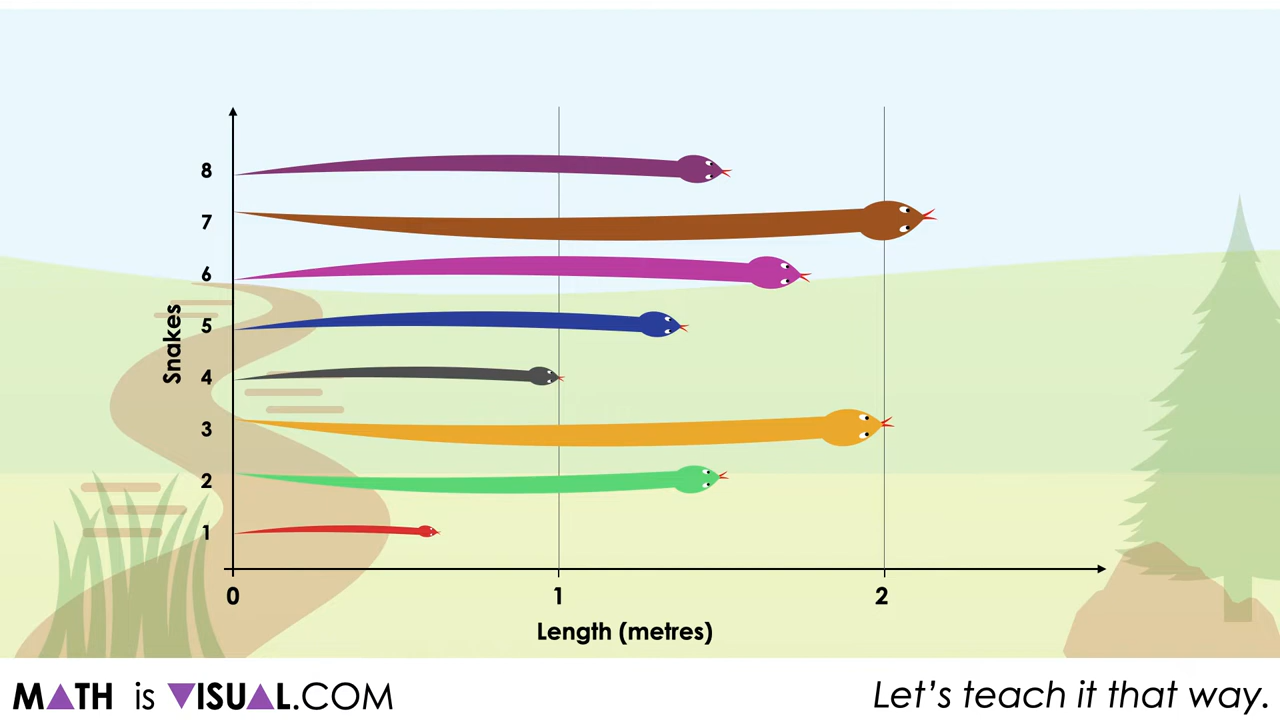 8
7
6
5
4
3
2
1
Snakes
0 1 2
Length (metres)
MATH is VISUAL.COM
Let's teach it that way.